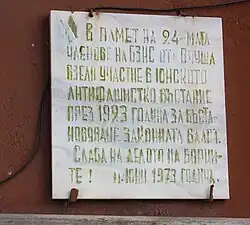 В ПАМЕТ НА 94-МАТА
ЧЛЕНОВЕ НА БЗНС ОТ
ВЗЕЛИ УЧАСТИЕ В ЮНСКОТО
АНТИФАШИСТКО ВЪСТАНИЕ
ПРЕЗ 1923 ГОДИНА ЗА ВЪСТА-
НОВЯВАНЕ ЗАКОННАТА ВЛАСТ.
СЛАВА НА ДЕЛОТО НА БОРЦИ-
ТЕ! ЮНИ 1973 ГОДИНА.